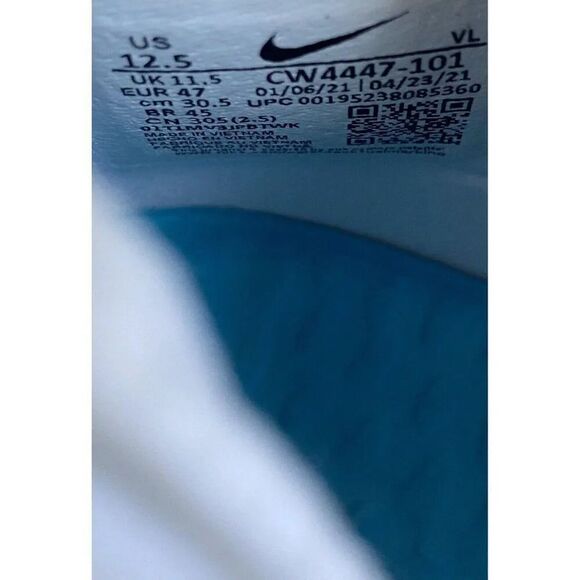 US VL
12.5 CW4447-101
UK 11.5 01/06/21 | 04/23/21
EUR 47 UPC 00195238085360
cm 30.5
BR 45
CN 305(2.5)
MADE IN VIETNAM